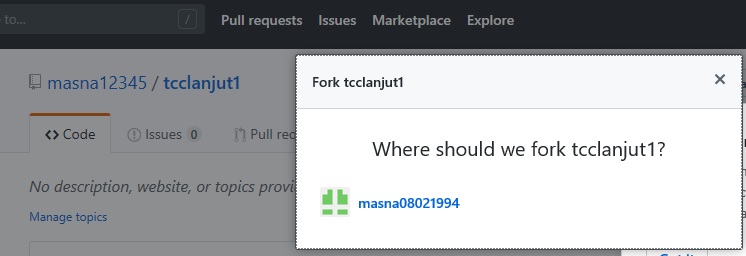 to... /
Pull requests Issues Marketplace Explore
masna12345 / tcclanjut1
Fork tcclanjut1 ×
<> Code Issues 0 Pull req
Where should we fork tcclanjut1?
No description, website, or topics provi
masna08021994
Manage topics